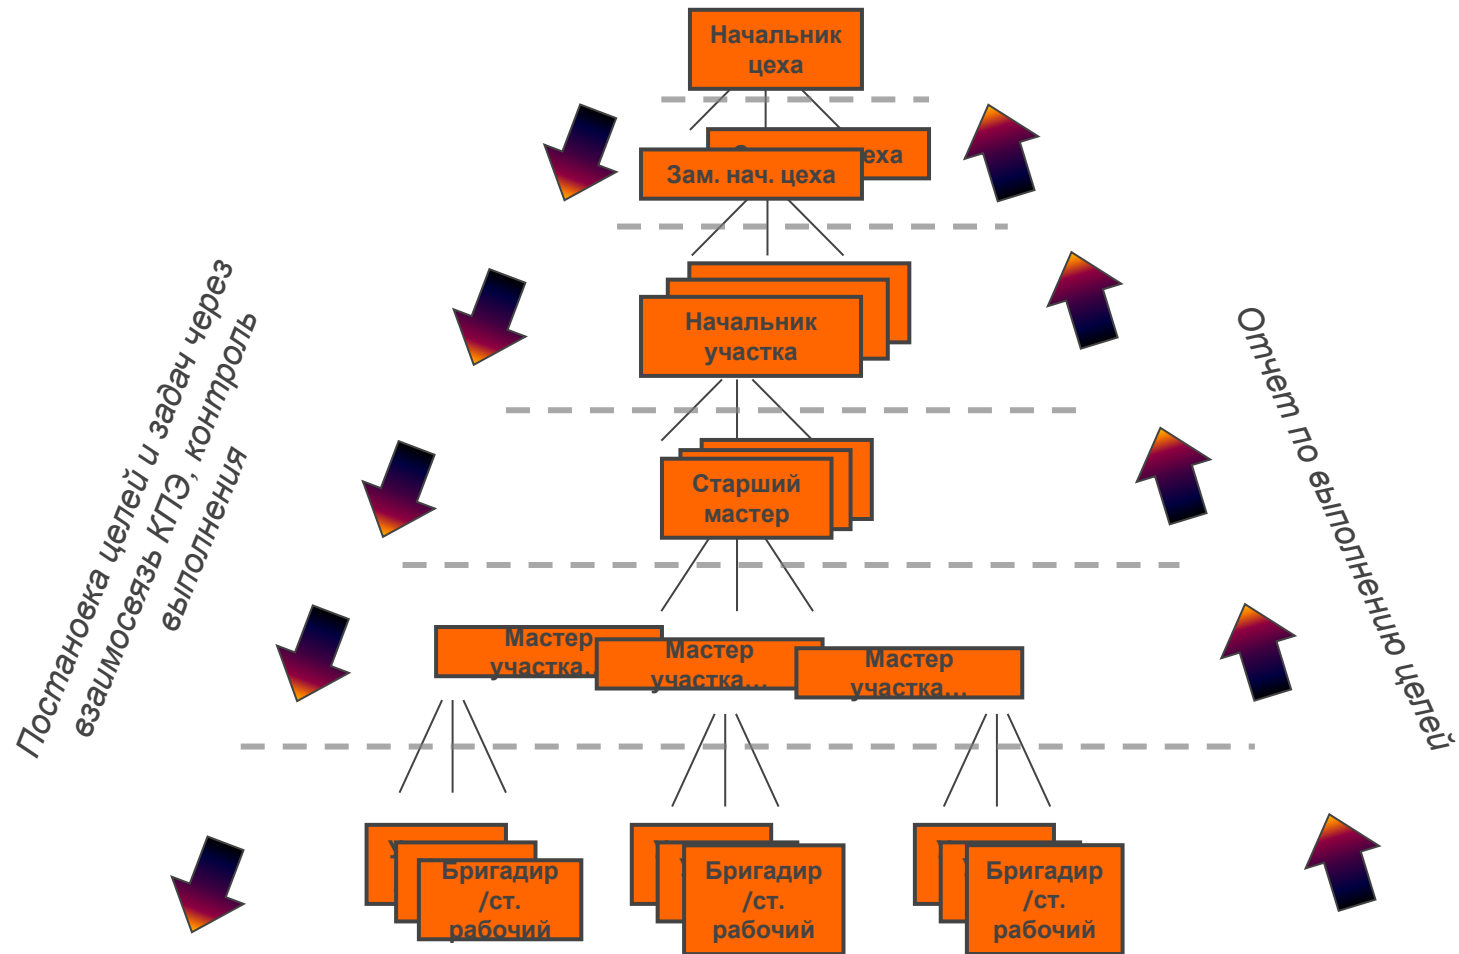 Начальник
цеха
еха
Зам. нач. цеха
Начальник
участка
Старший
мастер
Мастер
участка..
Мастер
участка...
Мастер
участка...
Бригадир
/ст.
рабочий
Бригадир
/ст.
рабочий
Бригадир
/ст.
рабочий
Постановка целей и задач через
взаимосвязь КПЭ, контроль
выполнения
Отчет по выполнению целей